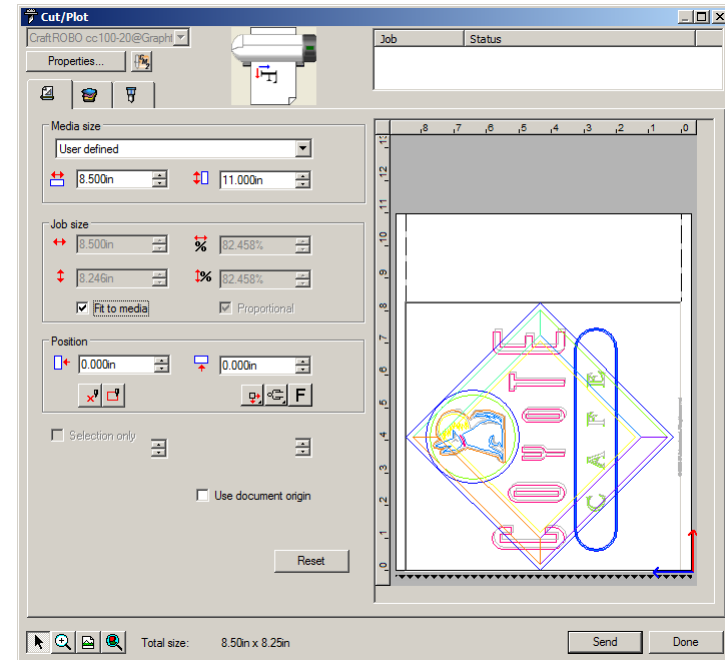 Cut/Plot
CraftROBO cc100-20@Graphi
Job Status
Properties...
Media size
User defined
8.500in 11.000in
Job size
8.500in % 82.458%
8.246in % 82.458%
Fit to media Proportional
Position
0.000in 0.000in
F
Selection only
Use document origin
Reset
8 7 6 5 4 3 2 1 0
12
11
10
9
8
7
6
5
4
3
2
1
0
COYOTE
CAFE
Total size: 8.50in x 8.25in
Send Done